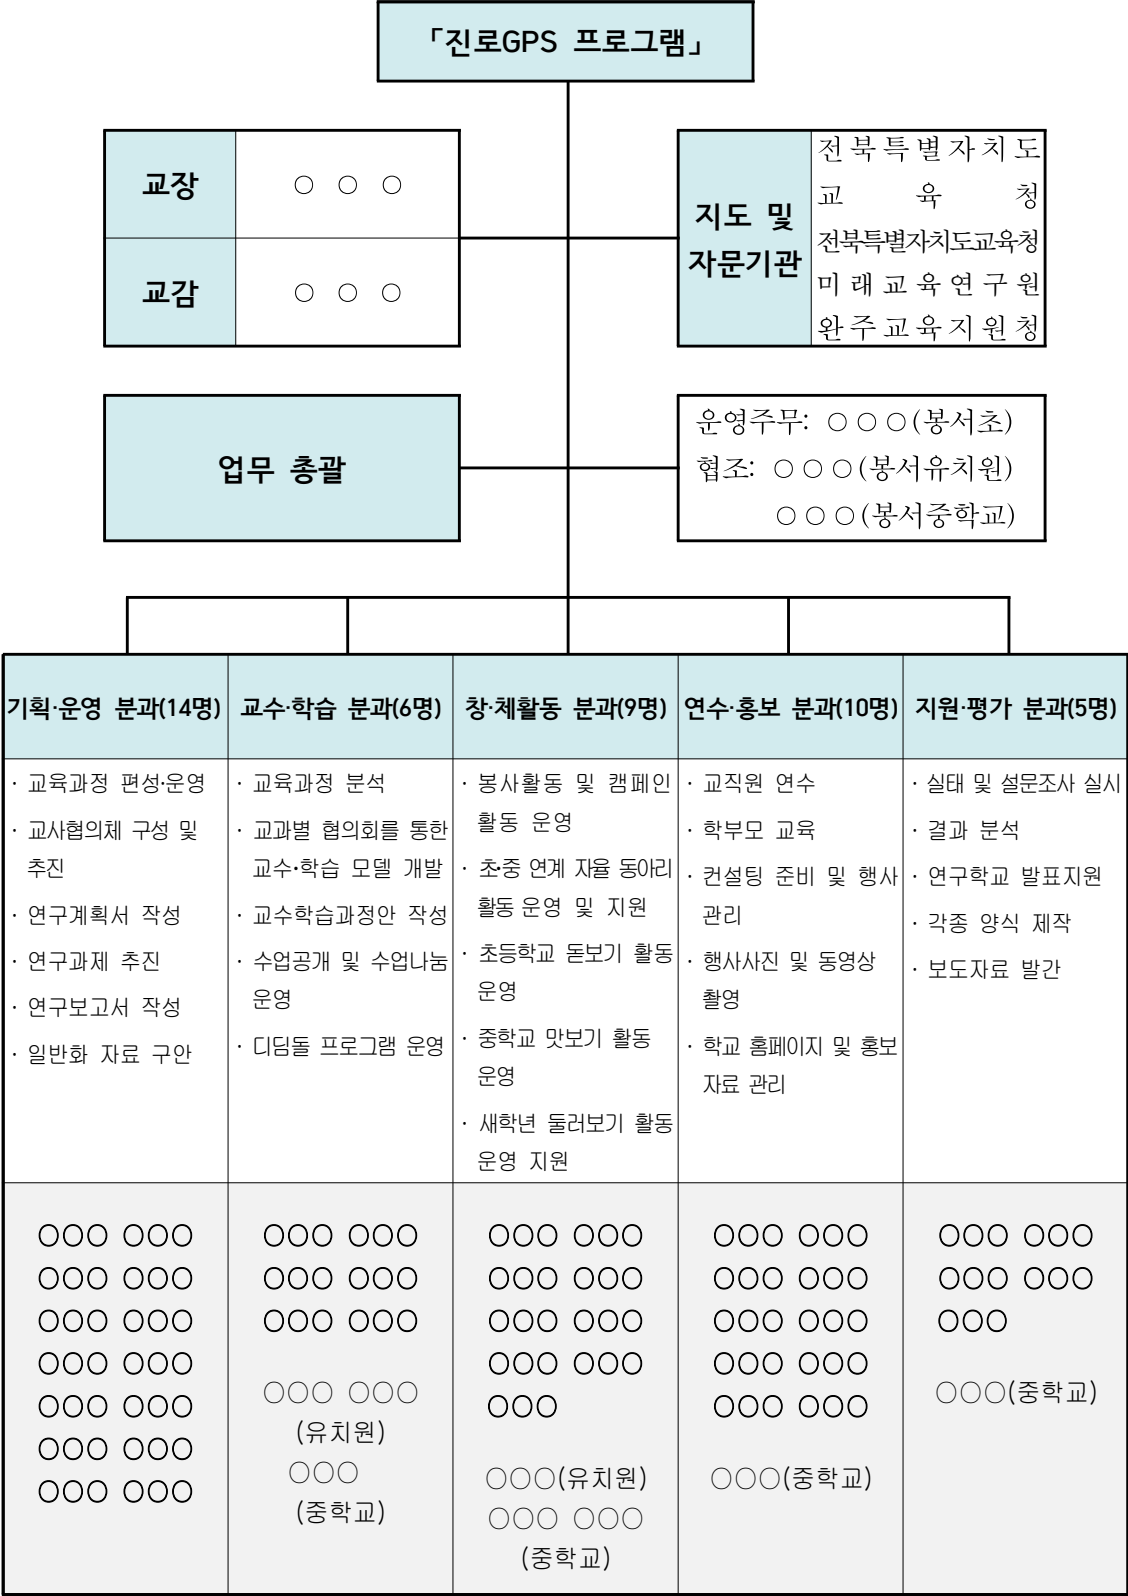 「진로GPS 프로그램」
교장
○ ○ ○
교감
○ ○ ○
지도 및
자문기관
전북특별자치도
교육청
전북특별자치도교육청
미래교육연구원
완주교육지원청
업무 총괄
운영주무: ○○○(봉서초)
협조: ○○○(봉서유치원)
○○○(봉서중학교)
기획·운영 분과(14명)
· 교육과정 편성·운영
· 교사협의체 구성 및
추진
· 연구계획서 작성
· 연구과제 추진
· 연구보고서 작성
· 일반화 자료 구안
○○○ ○○○
○○○ ○○○
○○○ ○○○
○○○ ○○○
○○○ ○○○
○○○ ○○○
○○○ ○○○
교수·학습 분과(6명)
· 교육과정 분석
· 교과별 협의회를 통한
교수·학습 모델 개발
· 교수학습과정안 작성
· 수업공개 및 수업나눔
운영
· 디딤돌 프로그램 운영
○○○ ○○○
○○○ ○○○
○○○ ○○○
○○○ ○○○
(유치원)
○○○
(중학교)
창·체활동 분과(9명)
· 봉사활동 및 캠페인
활동 운영
· 초·중 연계 자율 동아리
활동 운영 및 지원
· 초등학교 돋보기 활동
운영
· 중학교 맛보기 활동
운영
· 새학년 둘러보기 활동
운영 지원
○○○ ○○○
○○○ ○○○
○○○ ○○○
○○○ ○○○
○○○
○○○(유치원)
○○○ ○○○
(중학교)
연수·홍보 분과(10명)
· 교직원 연수
· 학부모 교육
· 컨설팅 준비 및 행사
관리
· 행사사진 및 동영상
촬영
· 학교 홈페이지 및 홍보
자료 관리
○○○ ○○○
○○○ ○○○
○○○ ○○○
○○○ ○○○
○○○ ○○○
○○○(중학교)
지원·평가 분과(5명)
· 실태 및 설문조사 실시
· 결과 분석
· 연구학교 발표지원
· 각종 양식 제작
· 보도자료 발간
○○○ ○○○
○○○ ○○○
○○○
○○○(중학교)